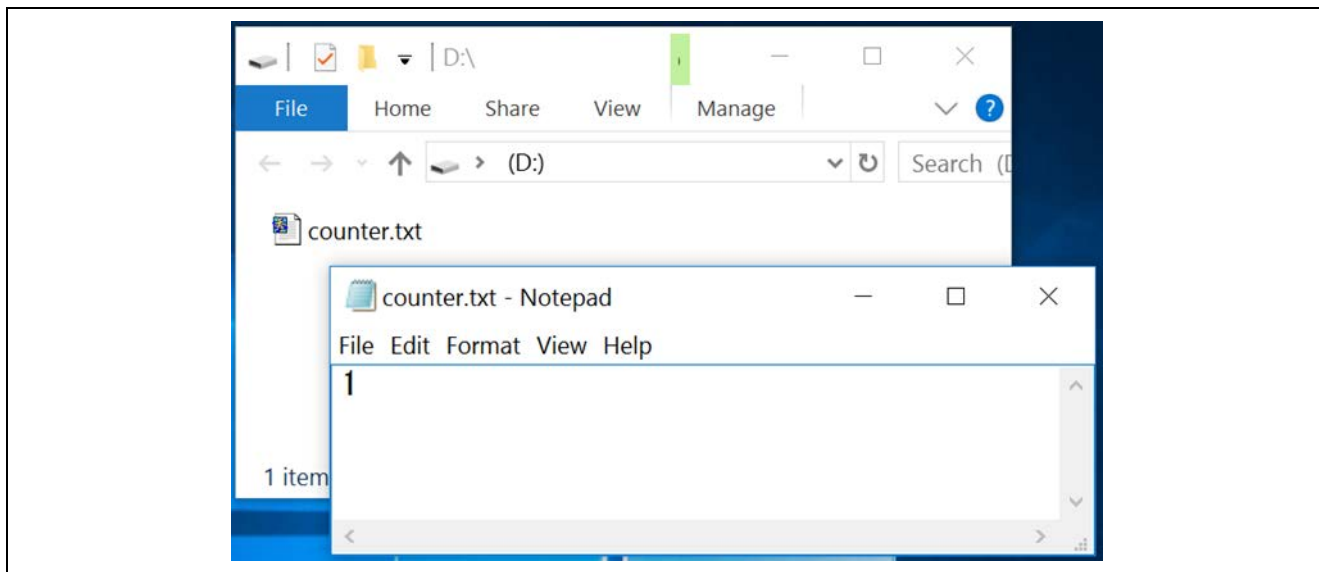 D:\
File Home Share View Manage
(D:)
Search (D
counter.txt
counter.txt - Notepad
File Edit Format View Help
1
1 item